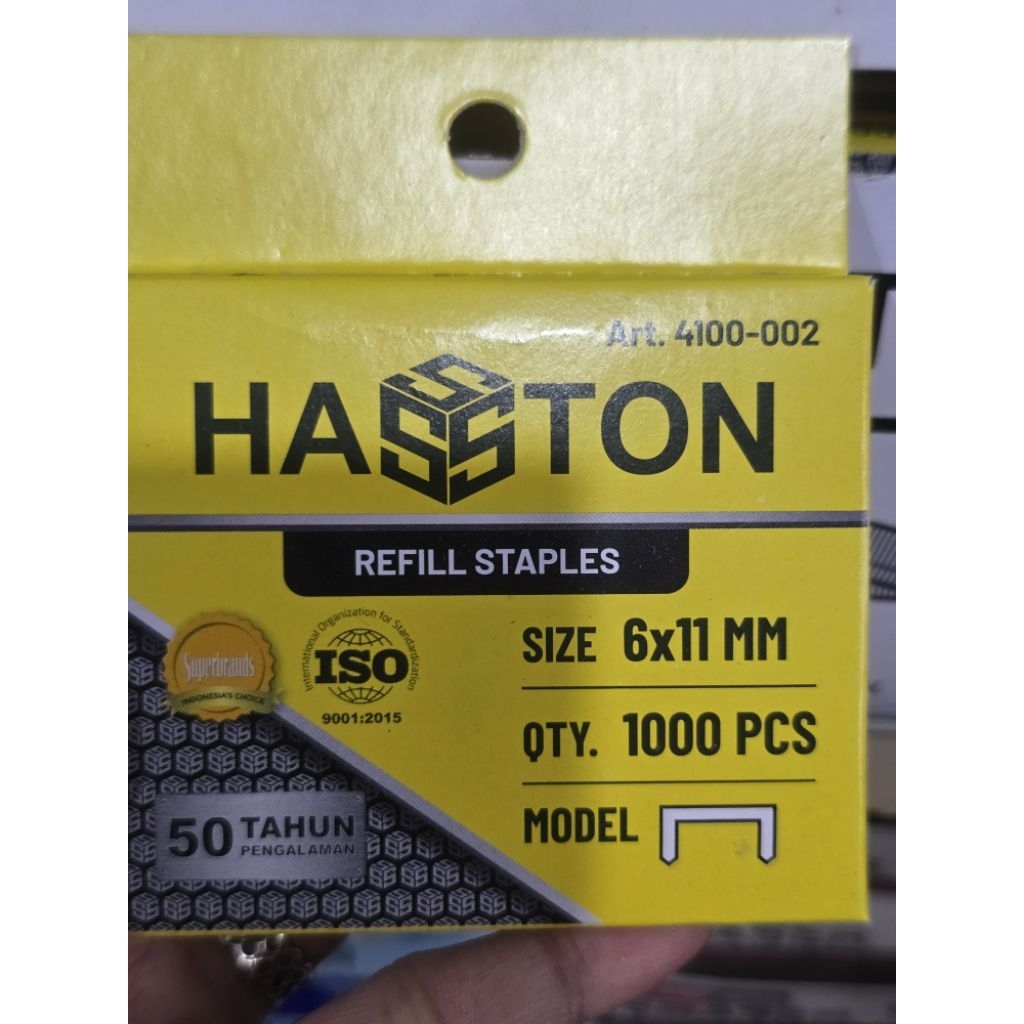 Art. 4100-002
HASSSTON
REFILL STAPLES
Superbrands
INDONESIA'S CHOICE
International Organization for Standardization
ISO
9001:2015
SIZE 6x11 MM
QTY. 1000 PCS
MODEL
50 TAHUN
PENGALAMAN